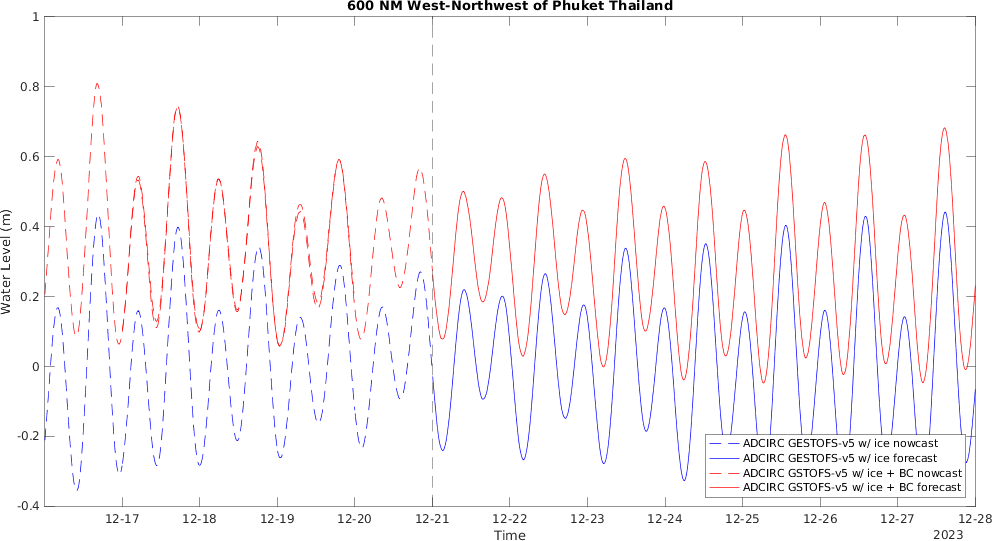 600 NM West-Northwest of Phuket Thailand
1
0.8
0.6
0.4
0.2
0
-0.2
-0.4
Water Level (m)
ADCIRC GESTOFS-v5 w/ ice nowcast
ADCIRC GESTOFS-v5 w/ ice forecast
ADCIRC GSTOFS-v5 w/ ice + BC nowcast
ADCIRC GSTOFS-v5 w/ ice + BC forecast
12-17 12-18 12-19 12-20 12-21 12-22 12-23 12-24 12-25 12-26 12-27 12-28
Time
2023